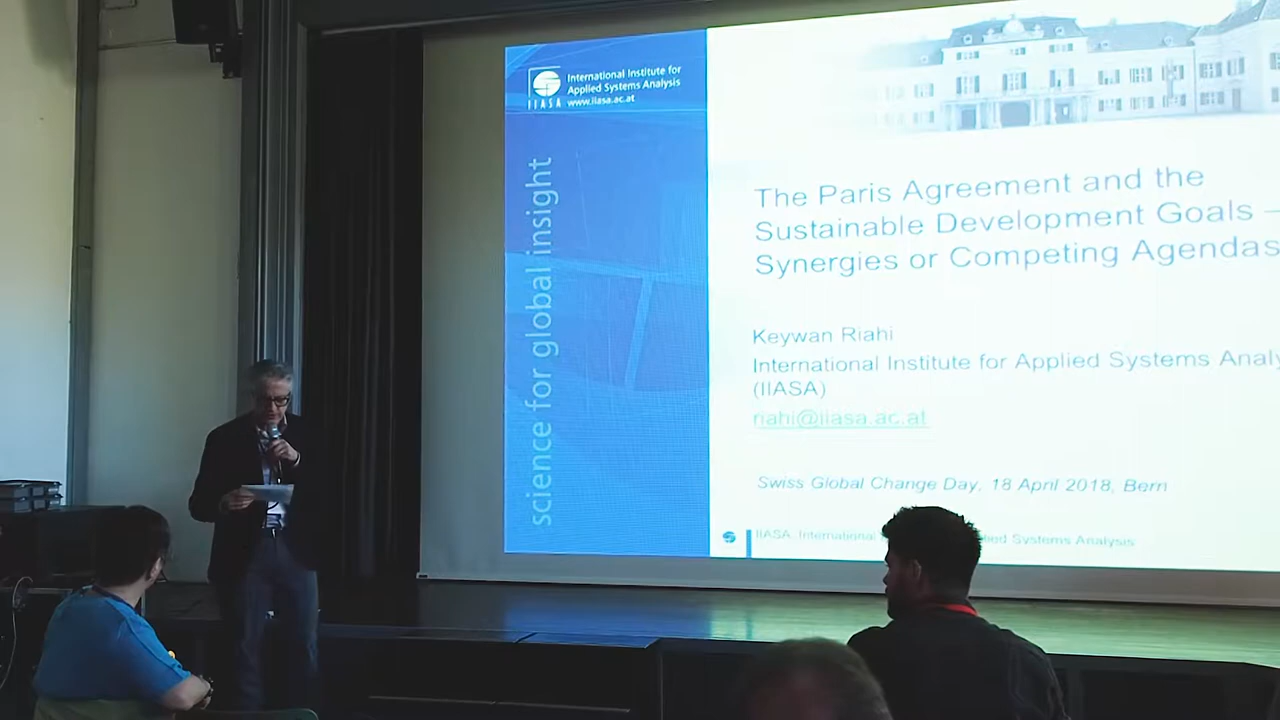 International Institute for
Applied Systems Analysis
www.iiasa.ac.at
IIASA
science for global insight
The Paris Agreement and the
Sustainable Development Goals –
Synergies or Competing Agendas
Keywan Riahi
International Institute for Applied Systems Analy
(IIASA)
riahi@iiasa.ac.at
Swiss Global Change Day, 18 April 2018, Bern
IIASA, International
Systems Analysis